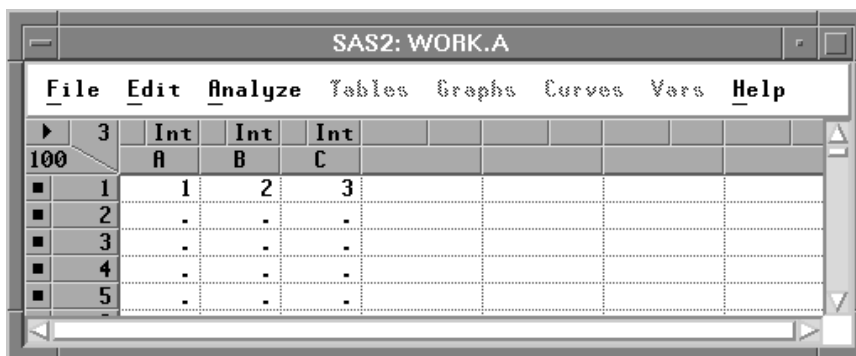 SAS2: WORK.A
File Edit Analyze Tables Graphs Curves Vars Help
3 Int Int Int
100 A B C
1 1 2 3
2 . . .
3 . . .
4 . . .
5 . . .